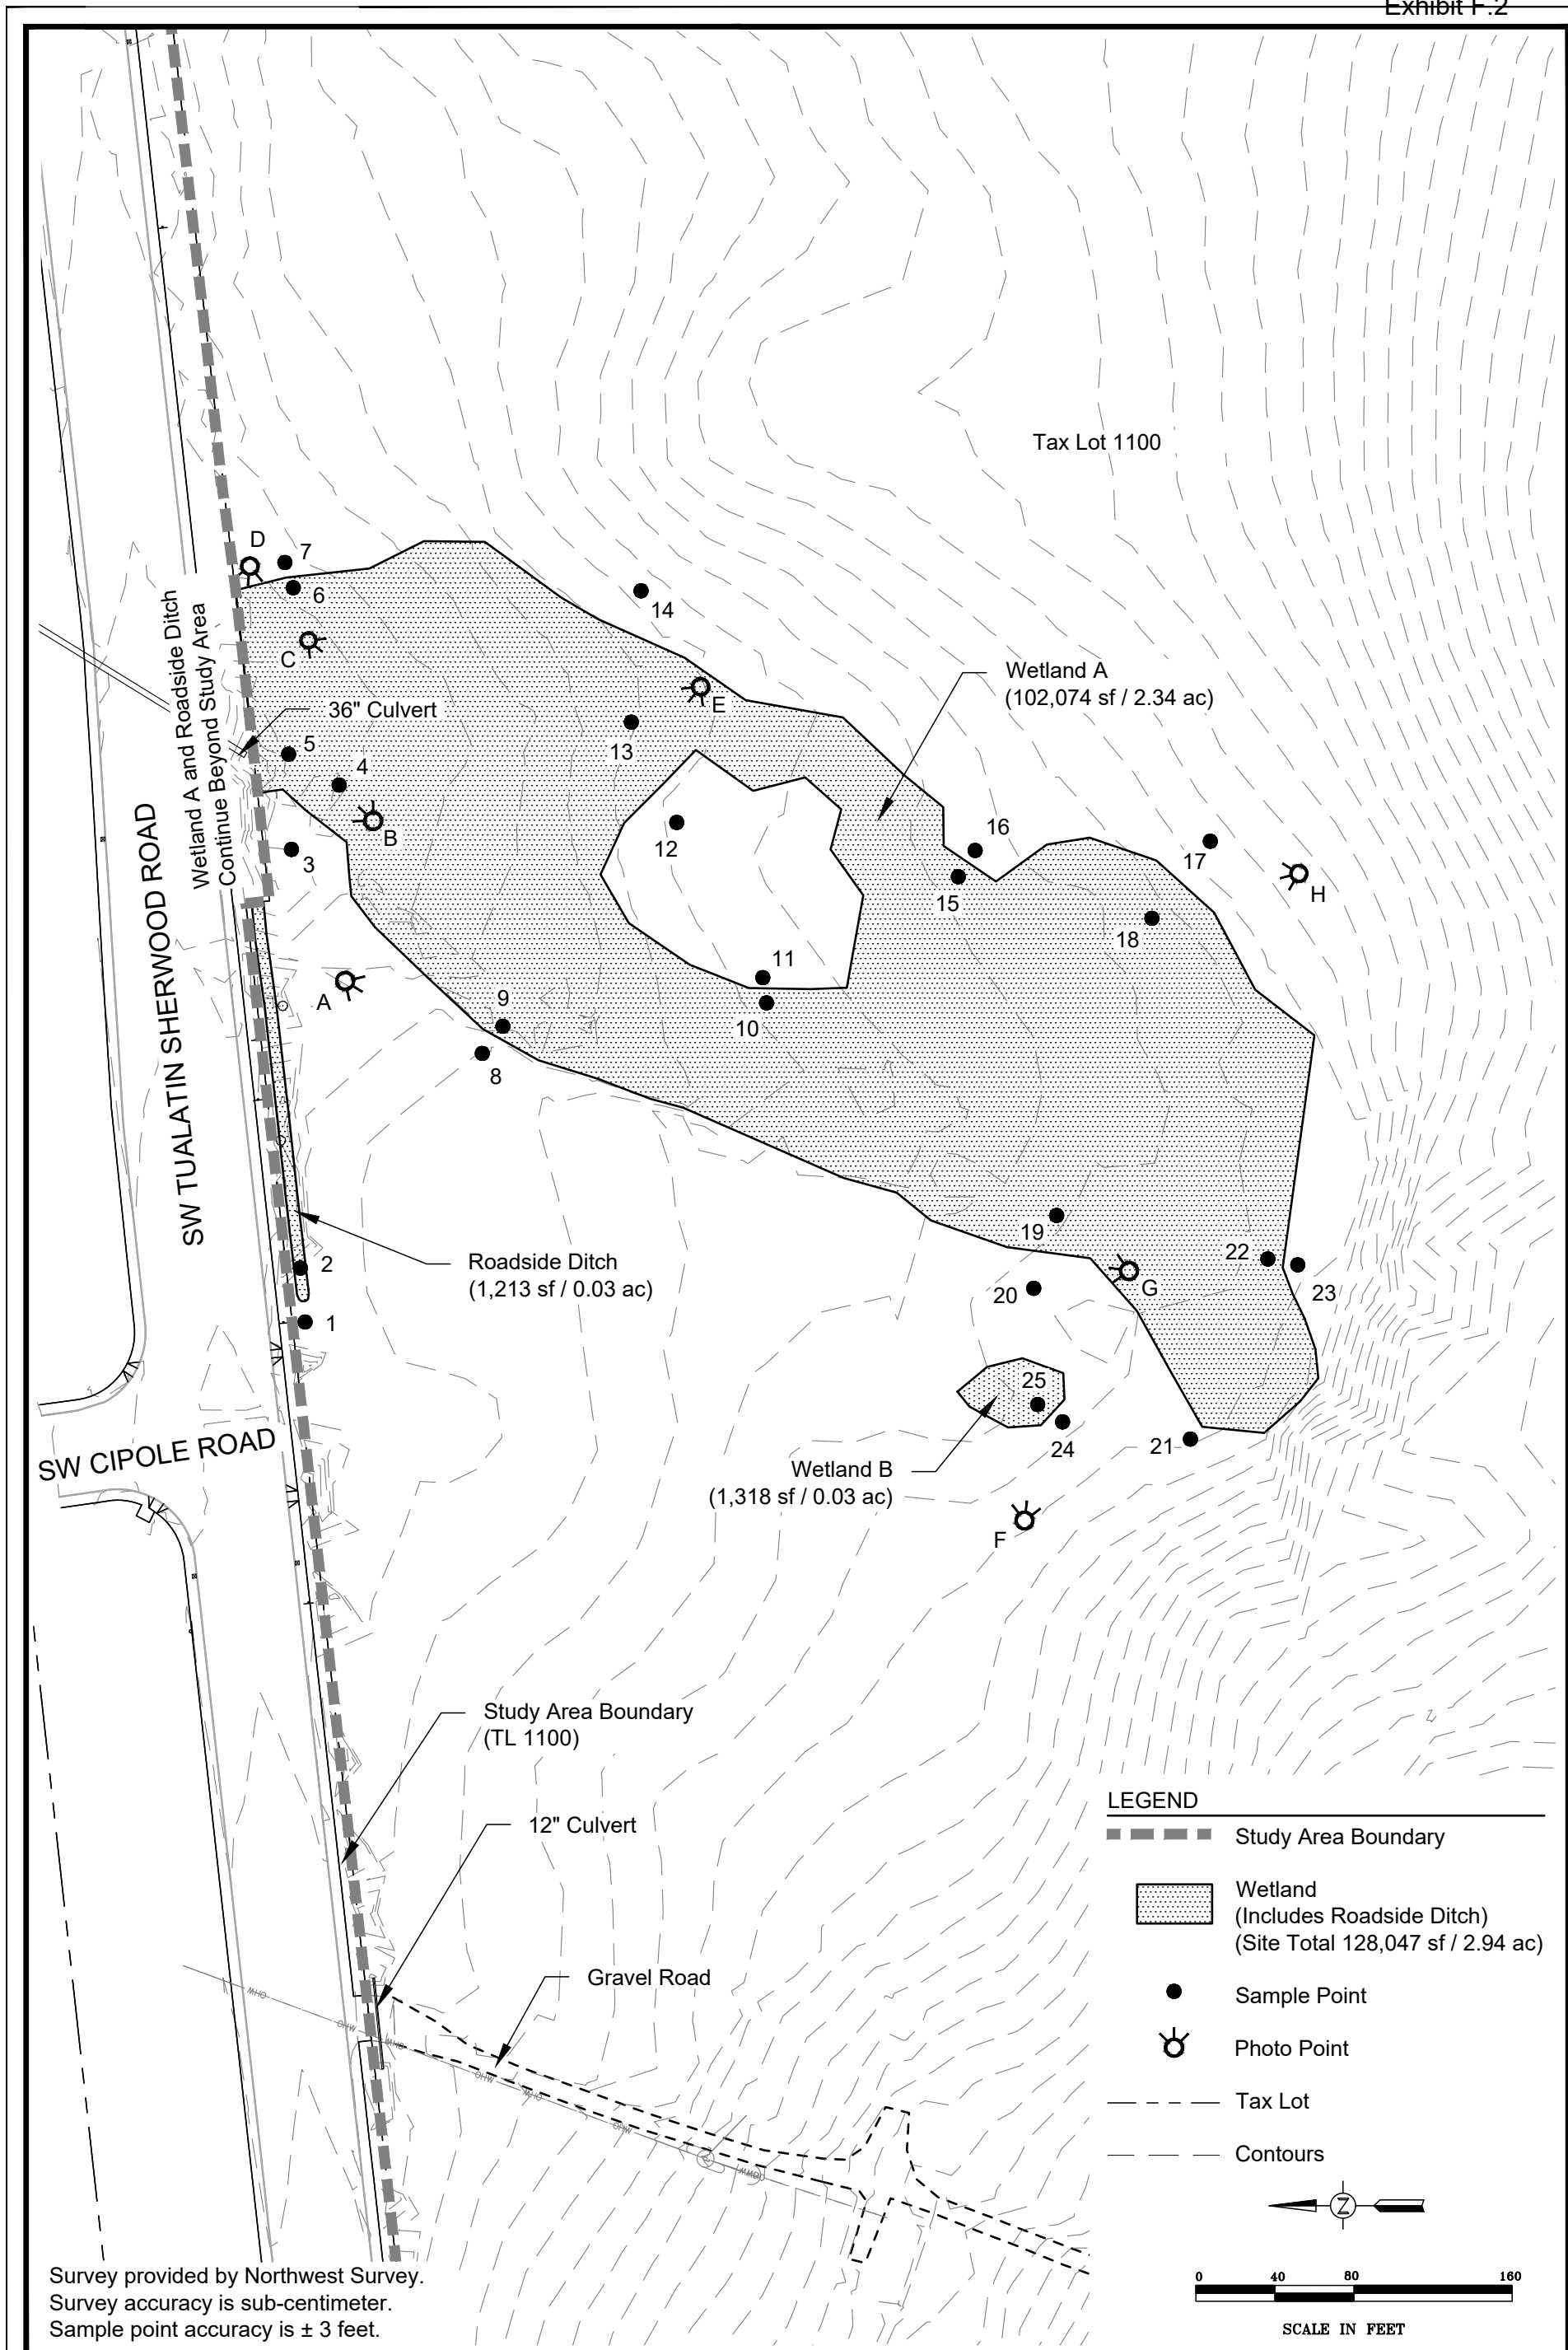 Exhibit F.2
Tax Lot 1100
D
7
6
14
C
Wetland A and Roadside Ditch
Continue Beyond Study Area
Wetland A
(102,074 sf / 2.34 ac)
E
36" Culvert
13
5
4
B
3
12
16
15
17
H
18
SW TUALATIN SHERWOOD ROAD
11
A
9
10
8
19
22
20
G
23
Roadside Ditch
(1,213 sf / 0.03 ac)
2
1
25
24
21
SW CIPOLE ROAD
Wetland B
(1,318 sf / 0.03 ac)
F
Study Area Boundary
(TL 1100)
12" Culvert
Gravel Road
OHW
OHW
OHW
OHW
OHW
OHW
LEGEND
Study Area Boundary
Wetland
(Includes Roadside Ditch)
(Site Total 128,047 sf / 2.94 ac)
Sample Point
Photo Point
Tax Lot
Contours
Z
0 40 80 160
SCALE IN FEET
Survey provided by Northwest Survey.
Survey accuracy is sub-centimeter.
Sample point accuracy is ± 3 feet.